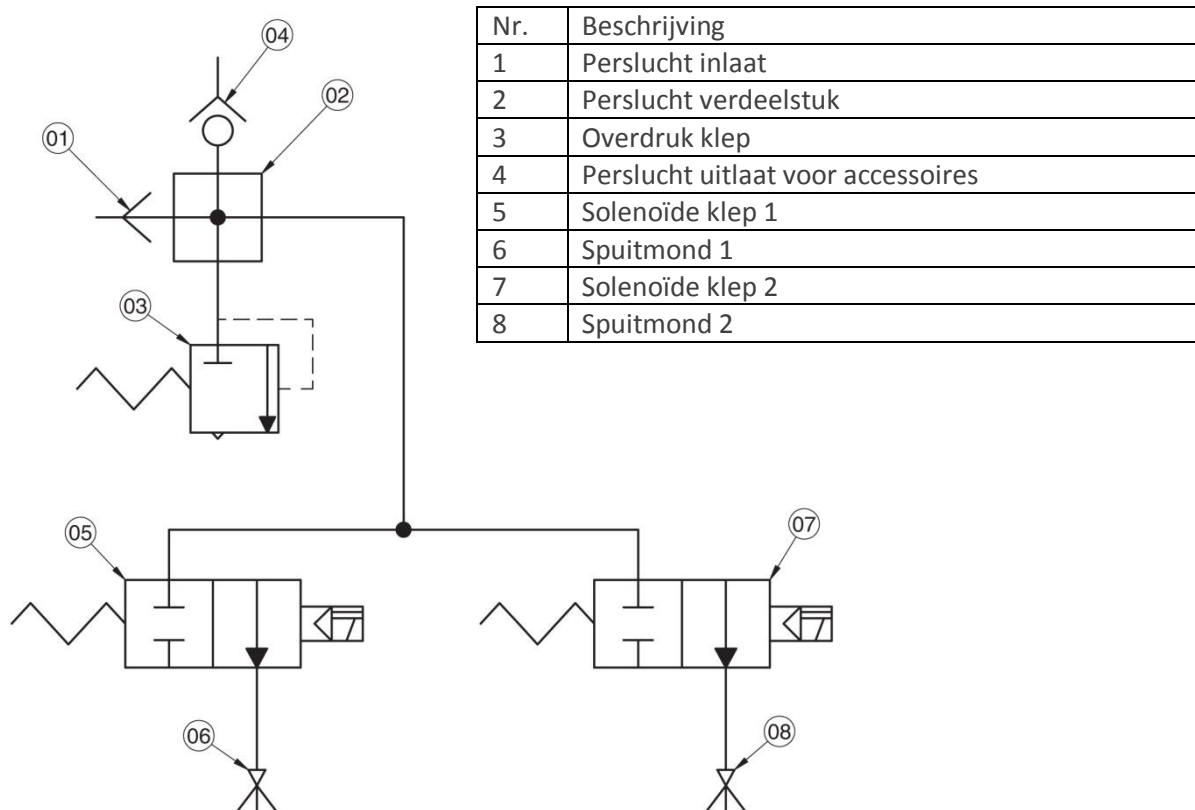 04
02
01
03
05
07
06
08
Nr. Beschrijving
1 Perslucht inlaat
2 Perslucht verdeelstuk
3 Overdruk klep
4 Perslucht uitlaat voor accessoires
5 Solenoïde klep 1
6 Spuitmond 1
7 Solenoïde klep 2
8 Spuitmond 2